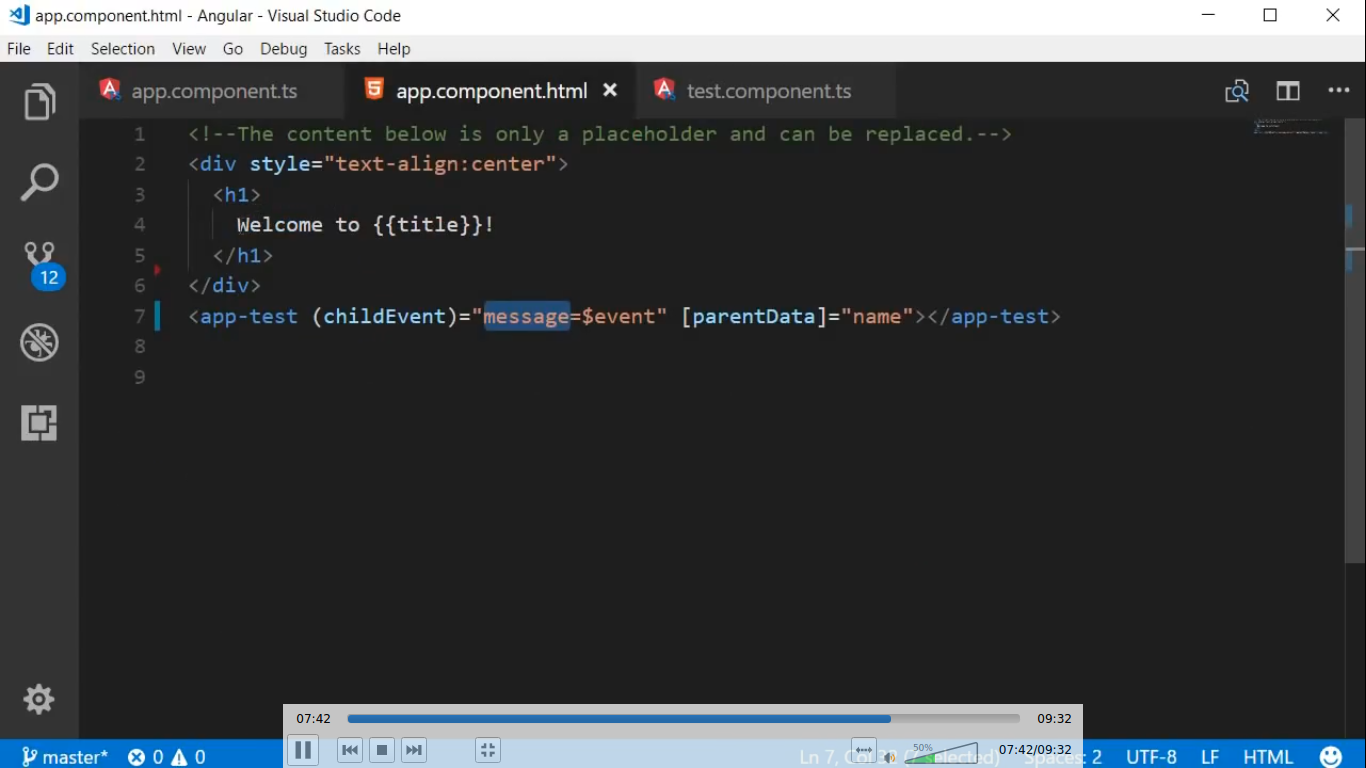 app.component.html - Angular - Visual Studio Code
File Edit Selection View Go Debug Tasks Help
app.component.ts app.component.html test.component.ts
1 <!--The content below is only a placeholder and can be replaced.-->
2 <div style="text-align:center">
3 <h1>
4 Welcome to {{title}}!
5 </h1>
12
6 </div>
7 <app-test (childEvent)="message=$event" [parentData]="name"></app-test>
8
9
07:42 09:32
50% 07:42/09:32
master* 0 0 Ln 7, Col selected) Spaces: 2 UTF-8 LF HTML